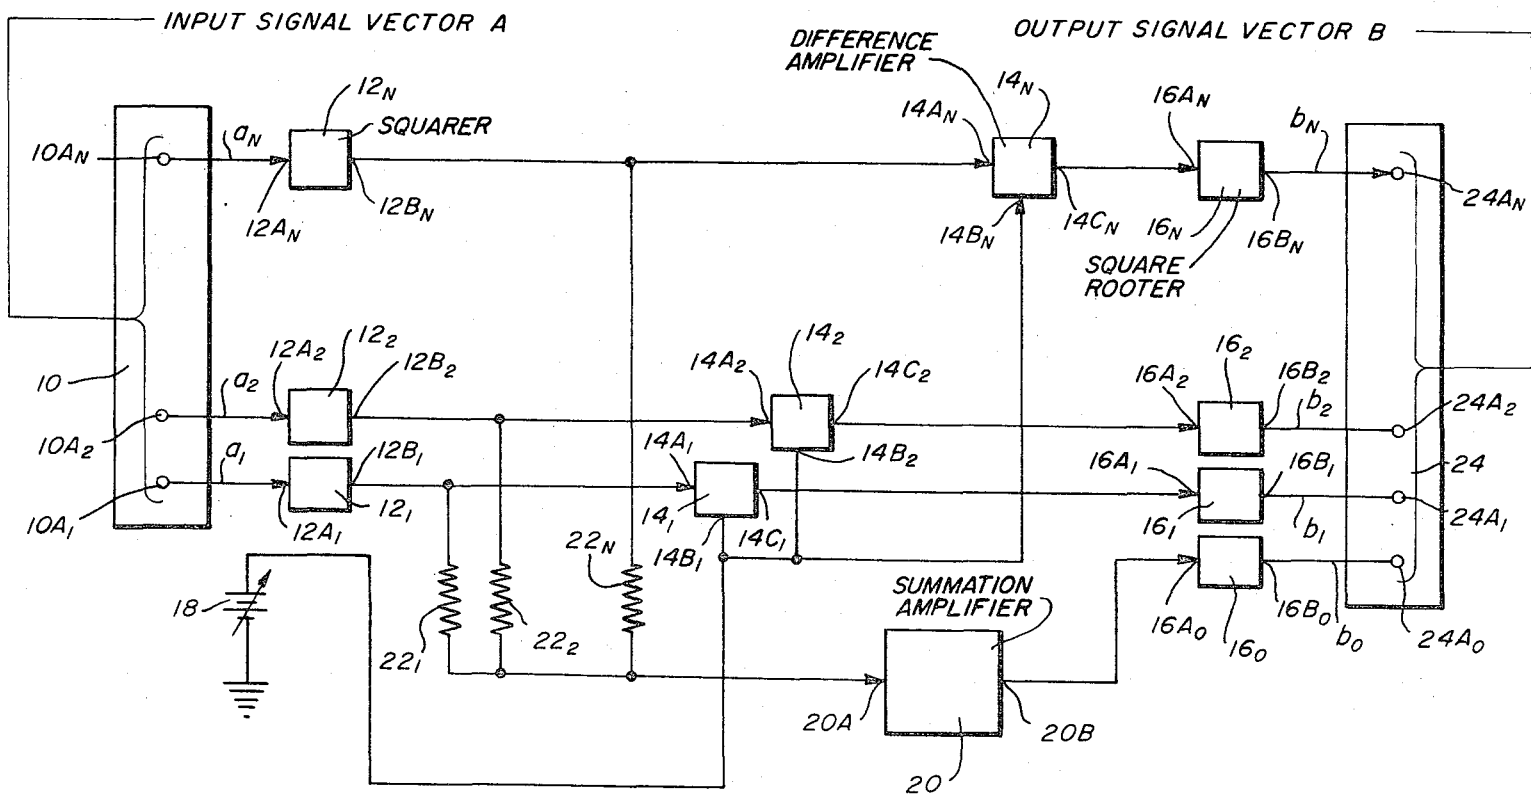 INPUT SIGNAL VECTOR A
OUTPUT SIGNAL VECTOR B
DIFFERENCE
AMPLIFIER
12N
SQUARER
14N
14AN
16AN
aN
bN
10AN
12AN
12BN
14BN
14CN
16N
16BN
24AN
SQUARE
ROOTER
10
12A2
122
12B2
14A2
142
14C2
16A2
162
16B2
a2
b2
24A2
10A2
a1
12B1
14A1
14B2
16A1
16B1
24
10A1
12A1
121
141
14B1
14C1
161
b1
24A1
22N
18
SUMMATION
AMPLIFIER
221
222
16A0
160
16B0
b0
24A0
20A
20B
20